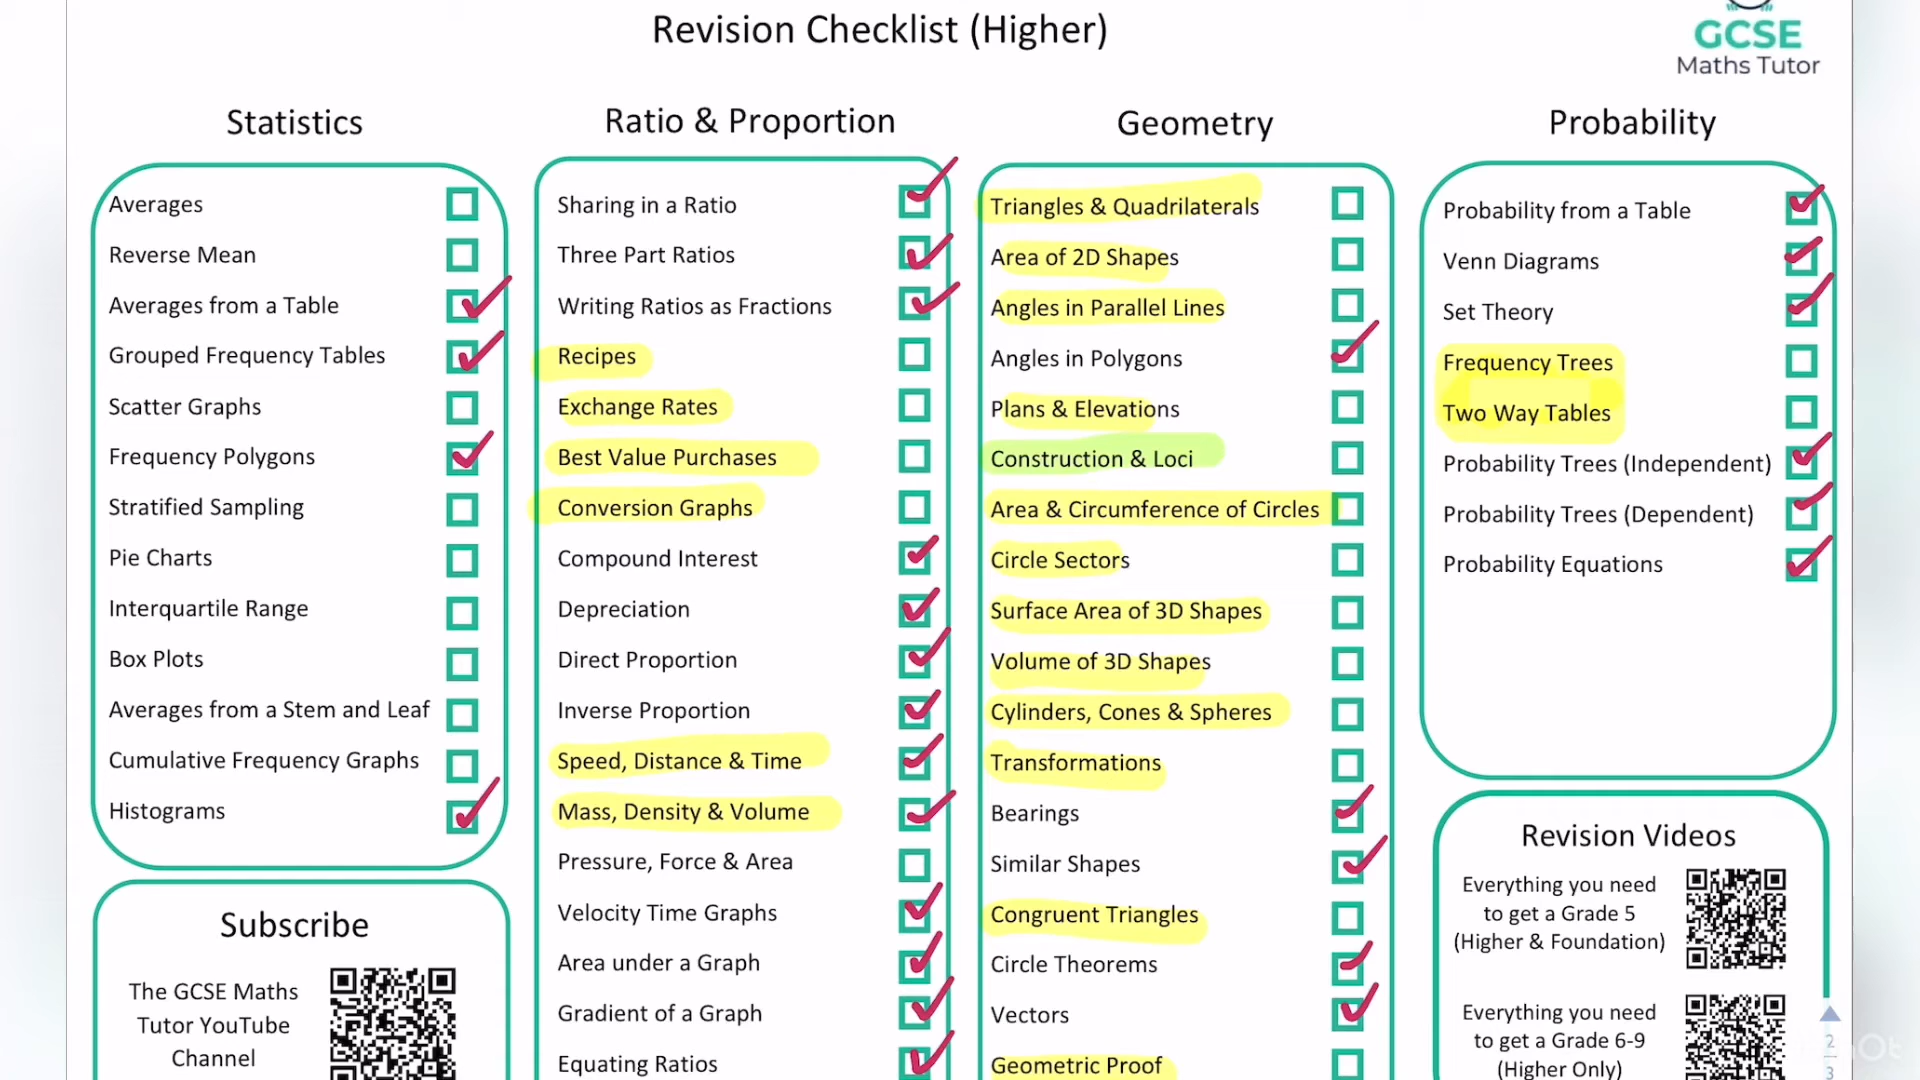 Revision Checklist (Higher)
GCSE
Maths Tutor
Statistics
Averages
Reverse Mean
Averages from a Table
Grouped Frequency Tables
Scatter Graphs
Frequency Polygons
Stratified Sampling
Pie Charts
Interquartile Range
Box Plots
Averages from a Stem and Leaf
Cumulative Frequency Graphs
Histograms
Subscribe
The GCSE Maths
Tutor YouTube
Channel
Ratio & Proportion
Sharing in a Ratio
Three Part Ratios
Writing Ratios as Fractions
Recipes
Exchange Rates
Best Value Purchases
Conversion Graphs
Compound Interest
Depreciation
Direct Proportion
Inverse Proportion
Speed, Distance & Time
Mass, Density & Volume
Pressure, Force & Area
Velocity Time Graphs
Area under a Graph
Gradient of a Graph
Equating Ratios
Geometry
Triangles & Quadrilaterals
Area of 2D Shapes
Angles in Parallel Lines
Angles in Polygons
Plans & Elevations
Construction & Loci
Area & Circumference of Circles
Circle Sectors
Surface Area of 3D Shapes
Volume of 3D Shapes
Cylinders, Cones & Spheres
Transformations
Bearings
Similar Shapes
Congruent Triangles
Circle Theorems
Vectors
Geometric Proof
Probability
Probability from a Table
Venn Diagrams
Set Theory
Frequency Trees
Two Way Tables
Probability Trees (Independent)
Probability Trees (Dependent)
Probability Equations
Revision Videos
Everything you need
to get a Grade 5
(Higher & Foundation)
Everything you need
to get a Grade 6-9
(Higher Only)
2
3